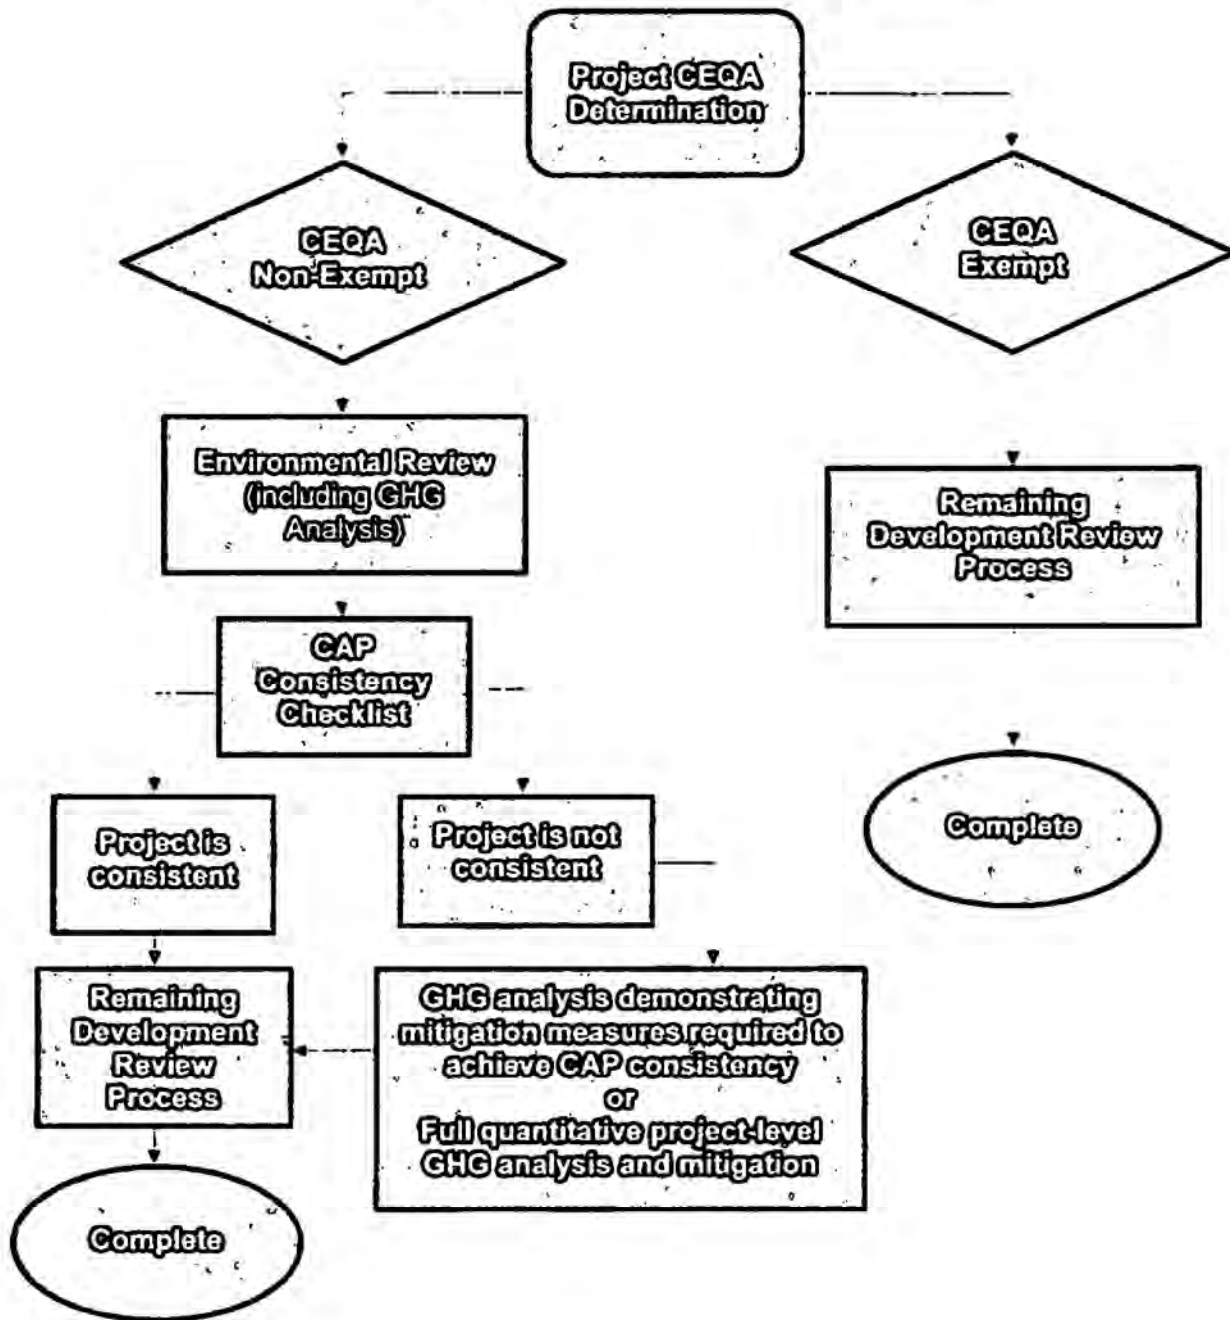 Project CEQA
Determination
CEQA
Non-Exempt
CEQA
Exempt
Environmental Review
(including GHG
Analysis)
Remaining
Development Review
Process
CAP
Consistency
Checklist
Project is
consistent
Project is not
consistent
Complete
Remaining
Development
Review
Process
GHG analysis demonstrating
mitigation measures required to
achieve CAP consistency
or
Full quantitative project-level
GHG analysis and mitigation
Complete